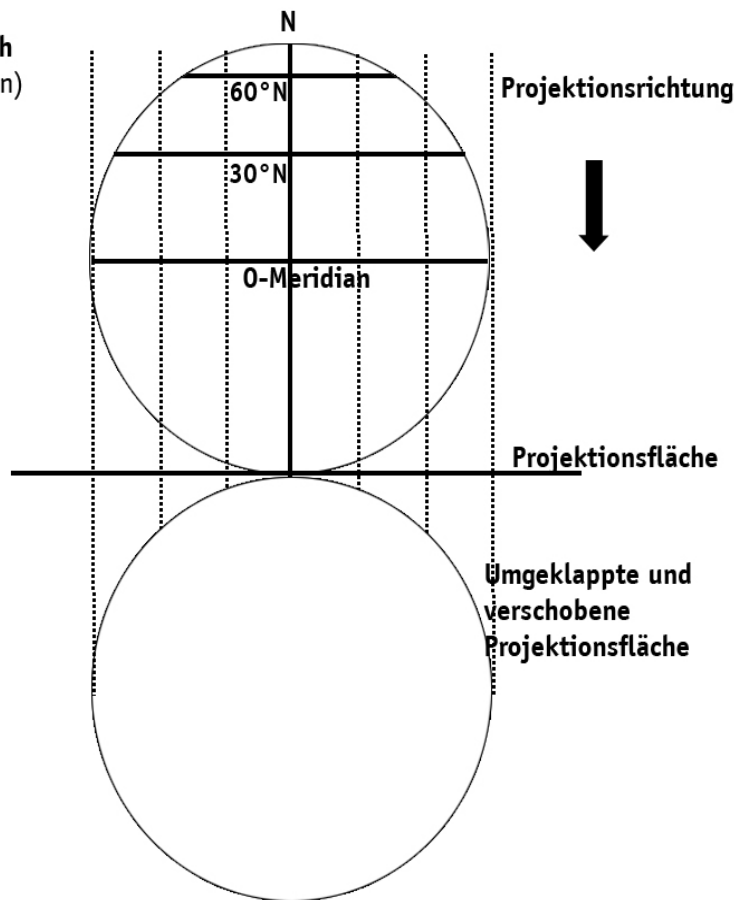 N
h
n)
60°N
Projektionsrichtung
30°N
0-Meridian
Projektionsfläche
Umgeklappte und
verschobene
Projektionsfläche